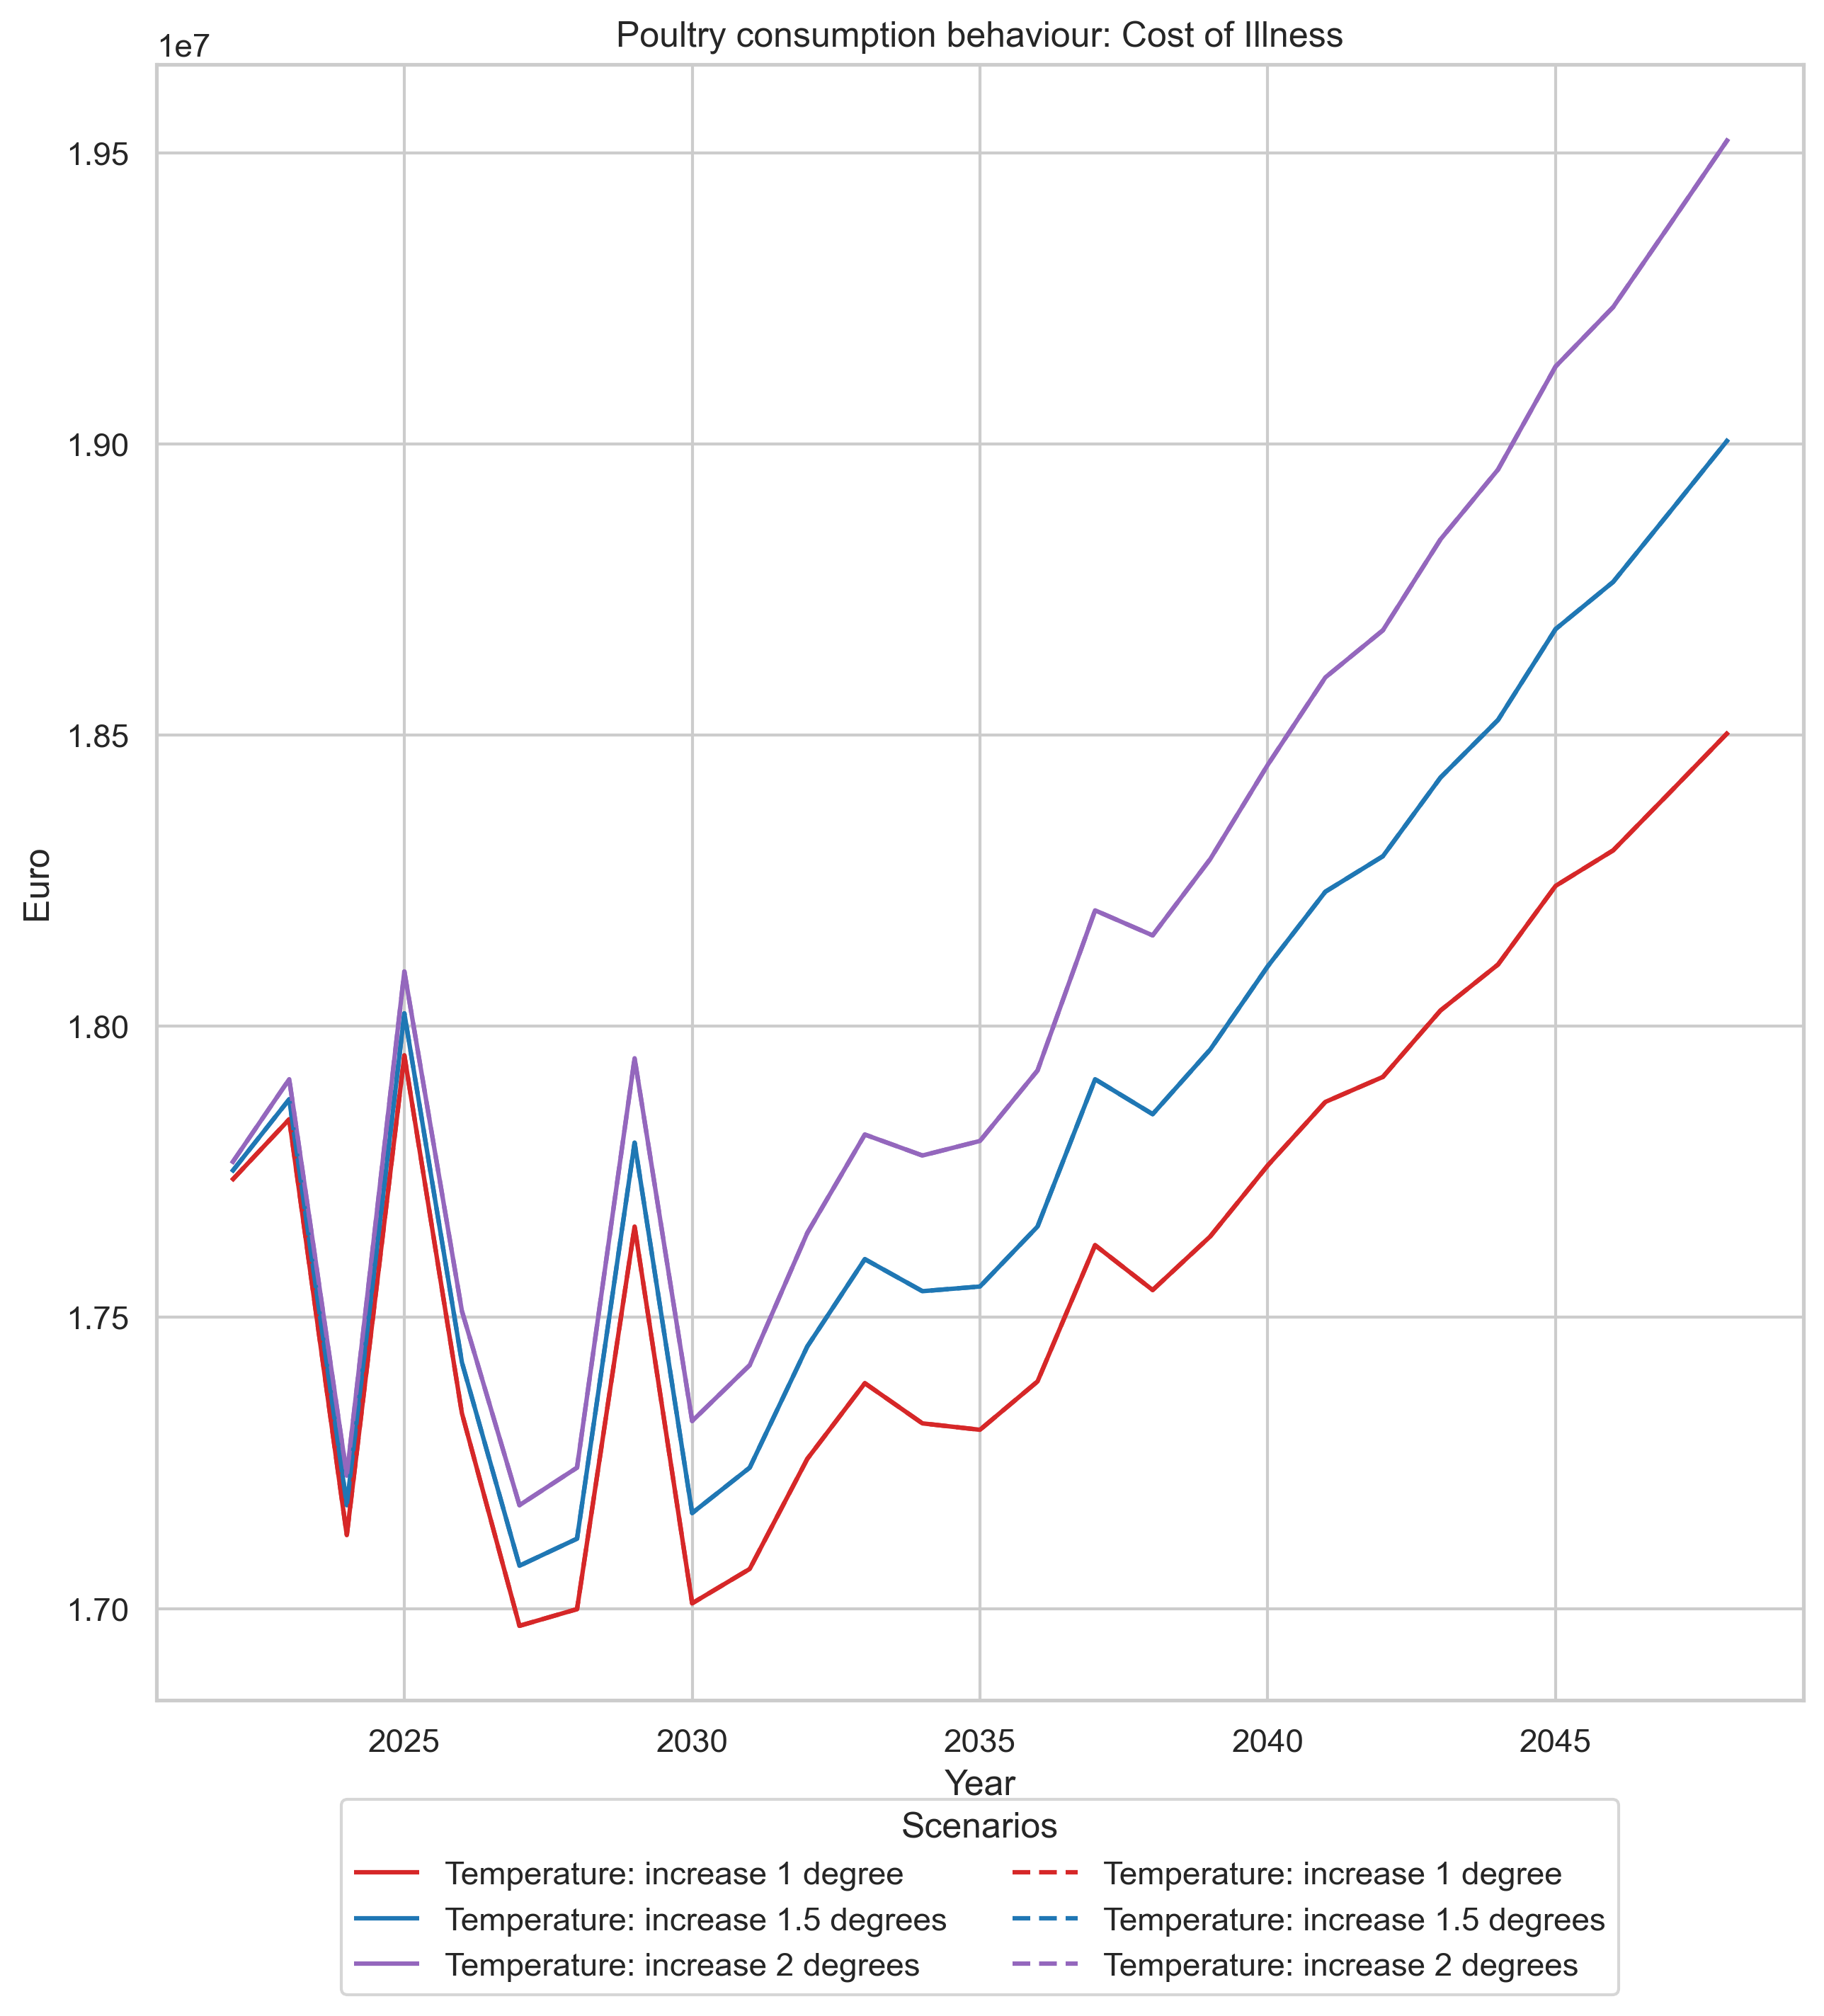 Poultry consumption behaviour: Cost of Illness
1e7
1.95
1.90
1.85
1.80
1.75
1.70
Euro
2025 2030 2035 2040 2045
Year
Scenarios
Temperature: increase 1 degree Temperature: increase 1 degree
Temperature: increase 1.5 degrees Temperature: increase 1.5 degrees
Temperature: increase 2 degrees Temperature: increase 2 degrees